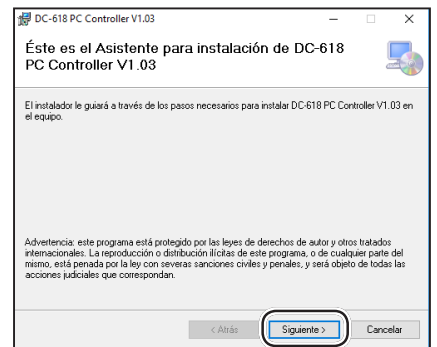 DC-618 PC Controller V1.03
Éste es el Asistente para instalación de DC-618
PC Controller V1.03
El instalador le guiará a través de los pasos necesarios para instalar DC-618 PC Controller V1.03 en
el equipo.
Advertencia: este programa está protegido por las leyes de derechos de autor y otros tratados
internacionales. La reproducción o distribución ilícitas de este programa, o de cualquier parte del
mismo, está penada por la ley con severas sanciones civiles y penales, y será objeto de todas las
acciones judiciales que correspondan.
< Atrás Siguiente > Cancelar